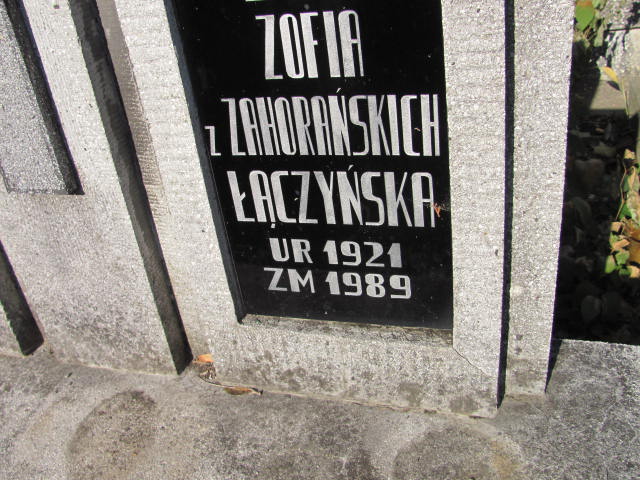 ZOFIA
z ZAHORAŃSKICH
ŁĄCZYŃSKA
UR 1921
ZM 1989